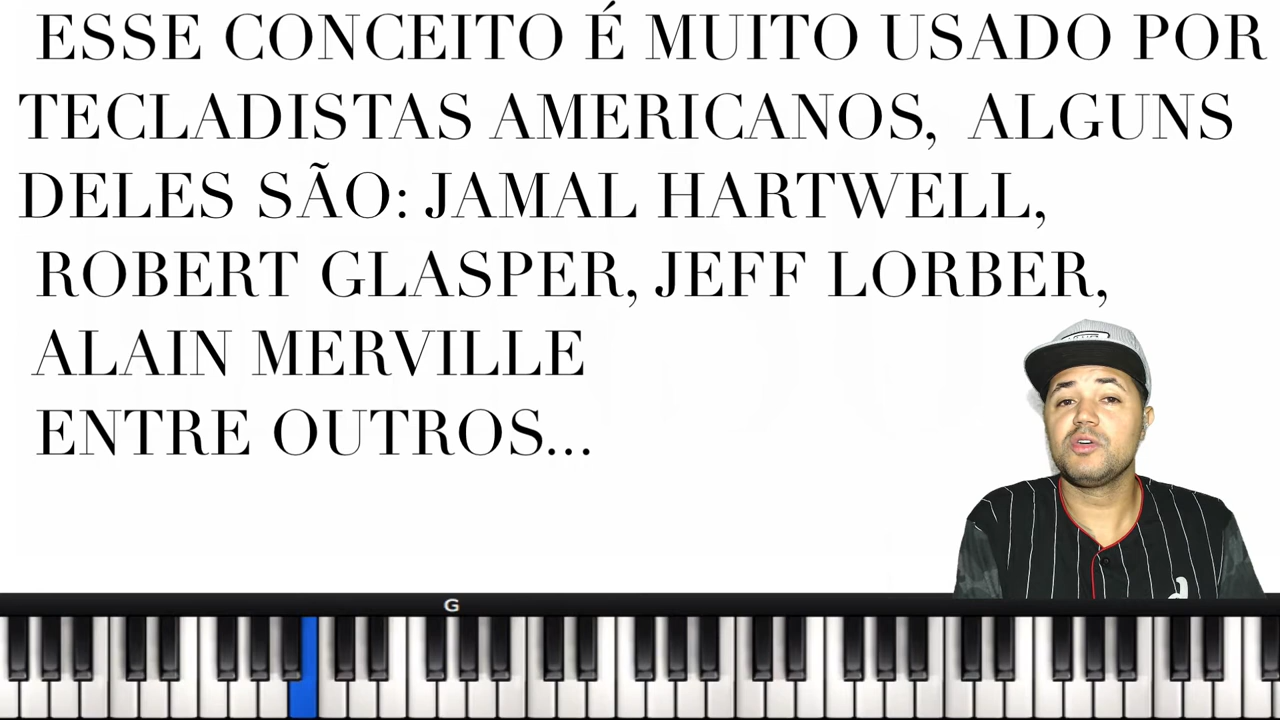 ESSE CONCEITO É MUITO USADO POR
TECLADISTAS AMERICANOS, ALGUNS
DELES SÃO: JAMAL HARTWELL,
ROBERT GLASPER, JEFF LORBER,
ALAIN MERVILLE
ENTRE OUTROS...
G